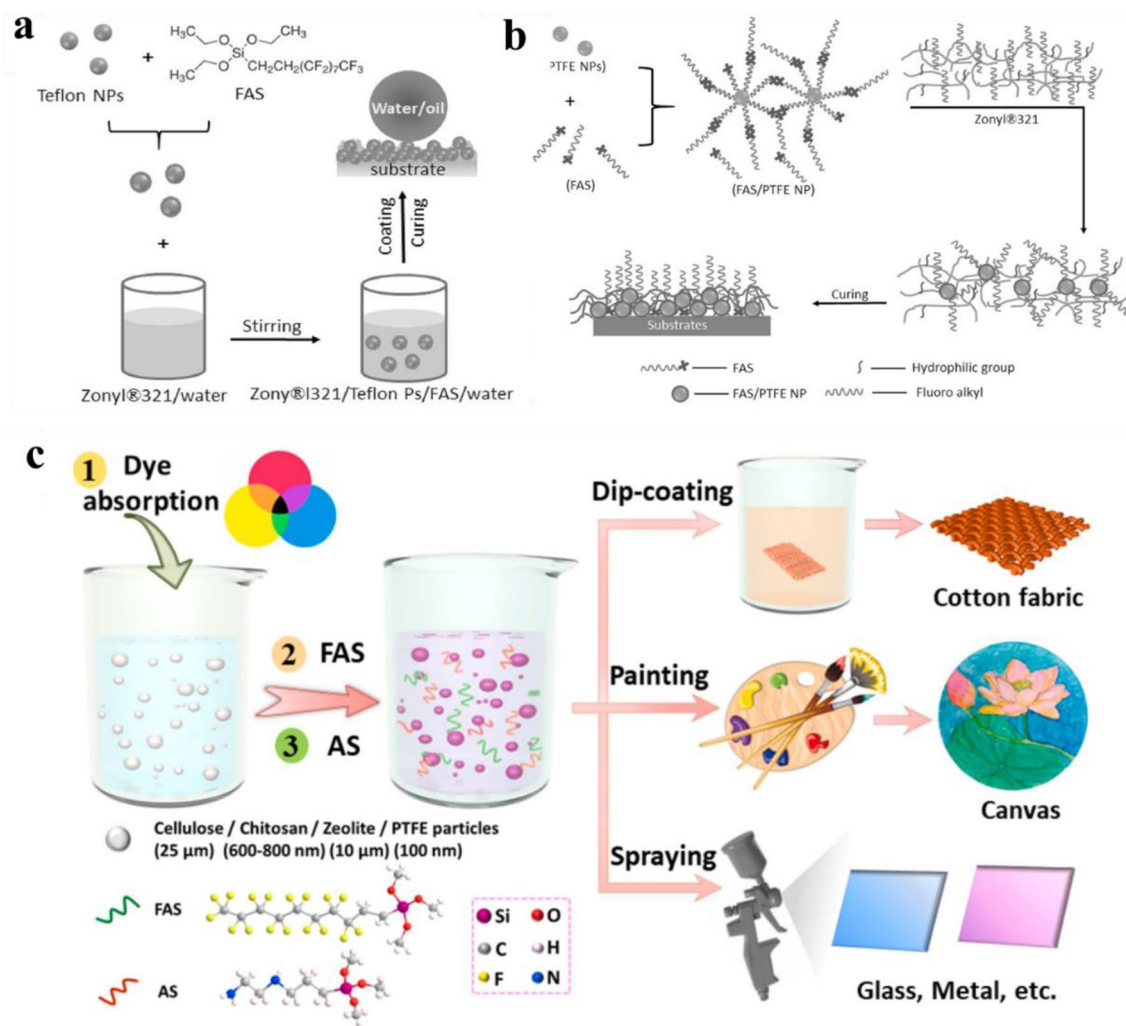 a
H₃C
CH₃
O
O
Si
H₃C
O
CH₂CH₂(CF₂)₇CF₃
Teflon NPs
+
FAS
Water/oil
substrate
Coating
Curing
+
Stirring
Zonyl®321/water
Zony®l321/Teflon Ps/FAS/water
b
PTFE NPs)
+
(FAS)
(FAS/PTFE NP)
Zonyl®321
Curing
Substrates
FAS
Hydrophilic group
FAS/PTFE NP
Fluoro alkyl
c
1 Dye
absorption
2 FAS
3 AS
Cellulose / Chitosan / Zeolite / PTFE particles
(25 μm) (600-800 nm) (10 μm) (100 nm)
FAS
AS
Si O
C H
F N
Dip-coating
Cotton fabric
Painting
Canvas
Spraying
Glass, Metal, etc.